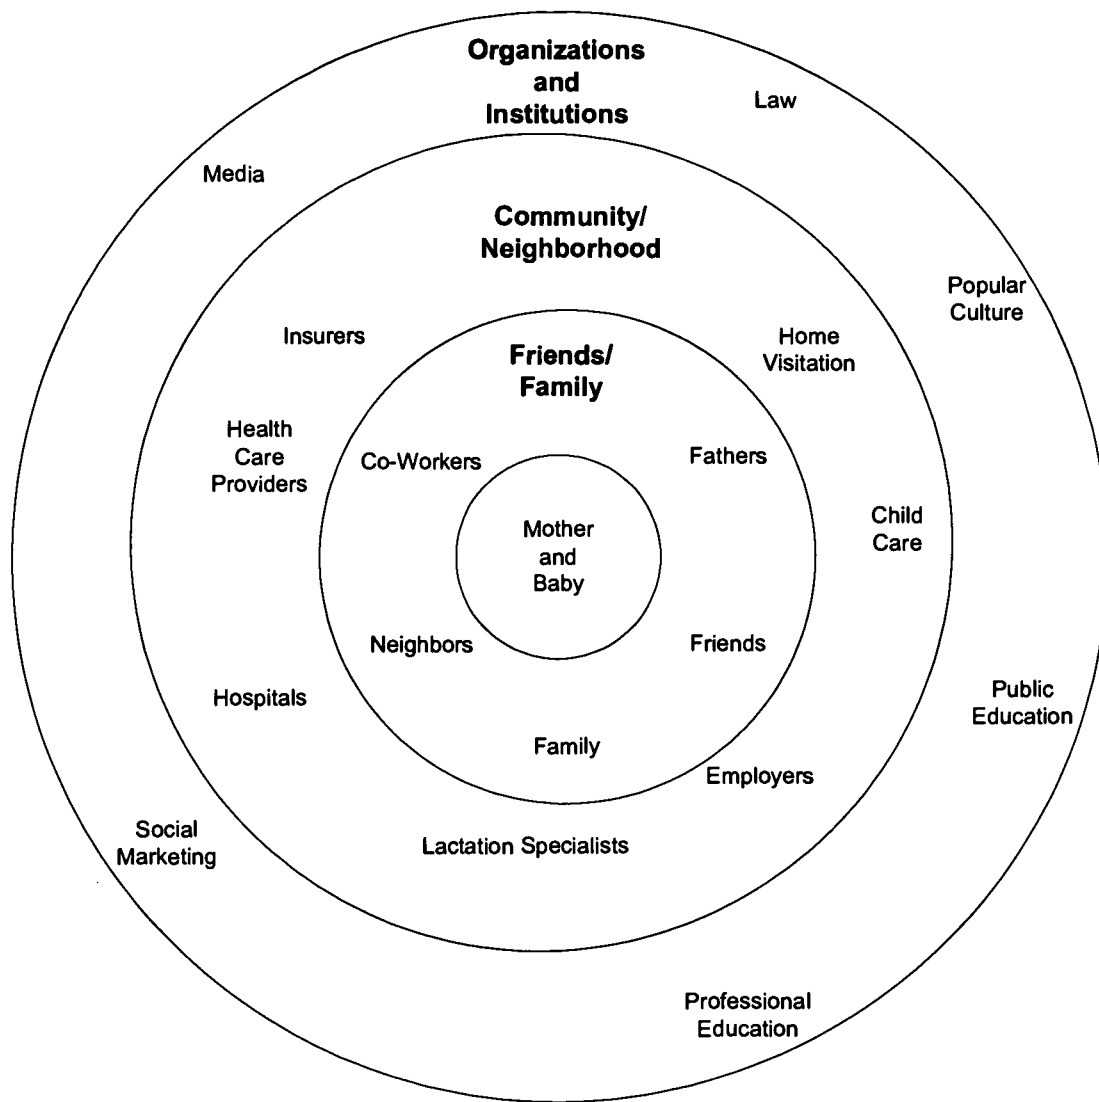 Organizations
and
Institutions
Law
Media
Community/
Neighborhood
Popular
Culture
Insurers
Home
Visitation
Friends/
Family
Health
Care
Providers
Co-Workers
Fathers
Child
Care
Mother
and
Baby
Neighbors
Friends
Hospitals
Public
Education
Family
Employers
Social
Marketing
Lactation Specialists
Professional
Education